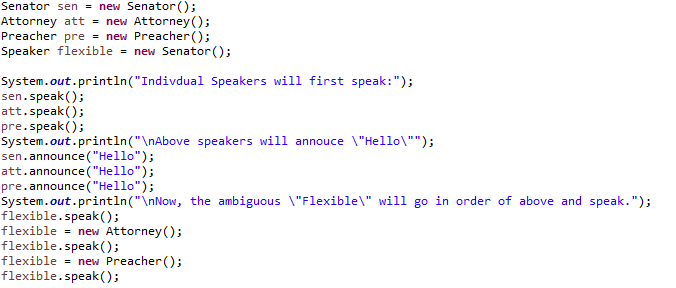 Senator sen = new Senator();
Attorney att = new Attorney();
Preacher pre = new Preacher();
Speaker flexible = new Senator();
System.out.println("Indivdual Speakers will first speak:");
sen.speak();
att.speak();
pre.speak();
System.out.println("\nAbove speakers will annouce \"Hello\"");
sen.announce("Hello");
att.announce("Hello");
pre.announce("Hello");
System.out.println("\nNow, the ambiguous \"Flexible\" will go in order of above and speak.");
flexible.speak();
flexible = new Attorney();
flexible.speak();
flexible = new Preacher();
flexible.speak();